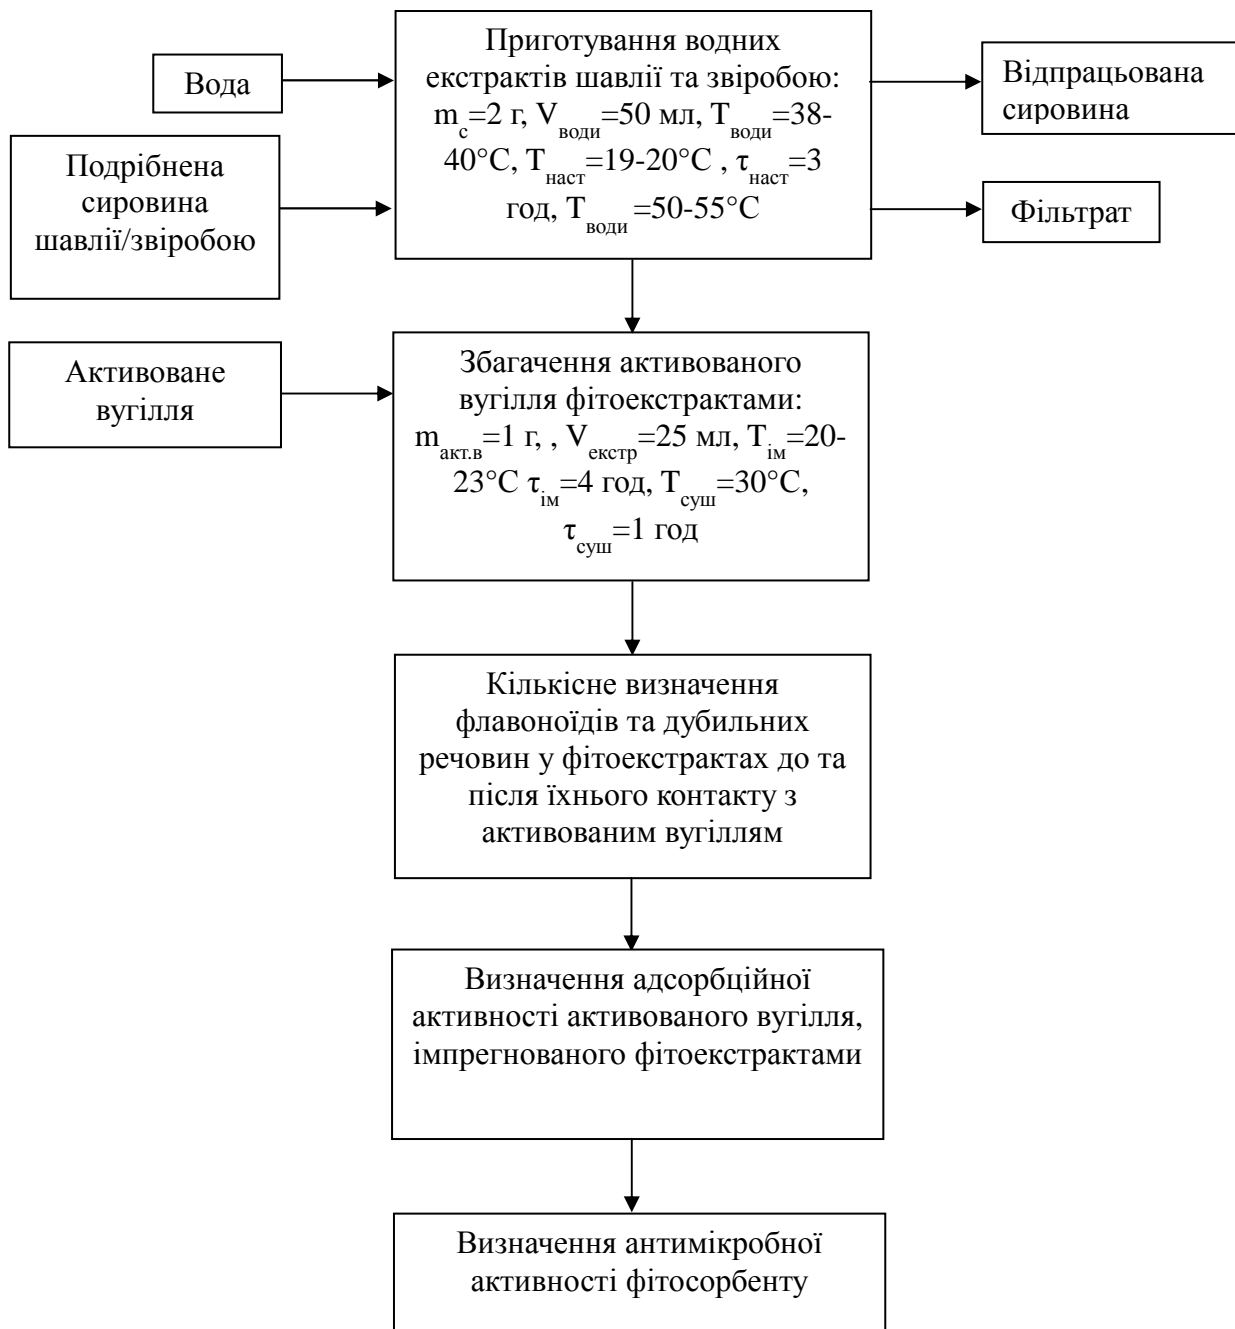 Вода
Подрібнена
сировина
шавлії/звіробою
Приготування водних
екстрактів шавлії та звіробою:
mс=2 г, Vводи=50 мл, Tводи=38-
40°C, Tнаст=19-20°C , τнаст=3
год, Tводи =50-55°C
Відпрацьована
сировина
Фільтрат
Активоване
вугілля
Збагачення активованого
вугілля фітоекстрактами:
mакт.в=1 г, , Vекстр=25 мл, Tім=20-
23°C τім=4 год, Tсуш=30°C,
τсуш=1 год
Кількісне визначення
флавоноїдів та дубильних
речовин у фітоекстрактах до та
після їхнього контакту з
активованим вугіллям
Визначення адсорбційної
активності активованого вугілля,
імпрегнованого фітоекстрактами
Визначення антимікробної
активності фітосорбенту